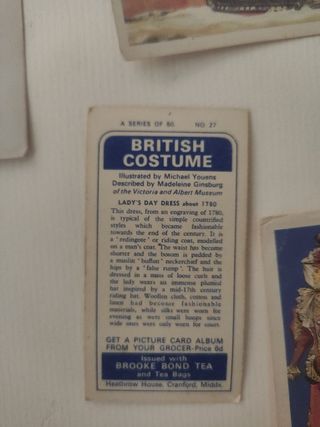 A SERIES OF 50 NO 27
BRITISH
COSTUME
Illustrated by Michael Youens
Described by Madeleine Ginsburg
of the Victoria and Albert Museum
LADY'S DAY DRESS about 1780
This dress, from an engraving of 1780,
is typical of the simple countrified
styles which became fashionable
towards the end of the century. It is
a 'redingote' or riding coat, modelled
on a man's coat. The waist has become
shorter and the bosom is padded by
a muslin 'buffon' neckerchief and the
hips by a 'false rump'. The hair is
dressed in a mass of loose curls and
the lady wears an immense plumed
hat inspired by a mid-17th century
riding hat. Woollen cloth, cotton and
linen had become fashionable
materials, while silks were worn for
evening as were small hoops since
wide ones were only worn for court.
GET A PICTURE CARD ALBUM
FROM YOUR GROCER-Price 6d
Issued with
BROOKE BOND TEA
and Tea Bags
Heathrow House, Cranford, Middx.